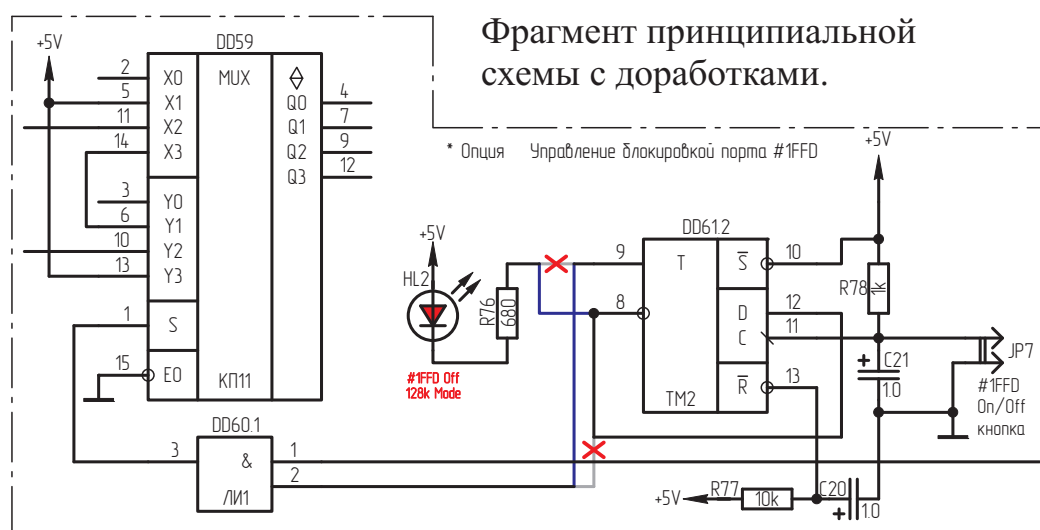 Фрагмент принципиальной
схемы с доработками.
* Опция Управление блокировкой порта #1FFD
+5V
DD59
2 X0 MUX
5 X1 Q0 4
11 X2 Q1 7
14 X3 Q2 9
Q3 12
3 Y0
6 Y1
10 Y2
13 Y3
1 S
15 E0 КП11
DD60.1
3 & 1
2
ЛИ1
+5V
HL2
R76
680
#1FFD Off
128k Mode
DD61.2
9 T S 10
8 D 12
C 11
R 13
TM2
+5V
R78
1k
C21
1.0
JP7
#1FFD
On/Off
кнопка
+5V R77 10k C20
1.0